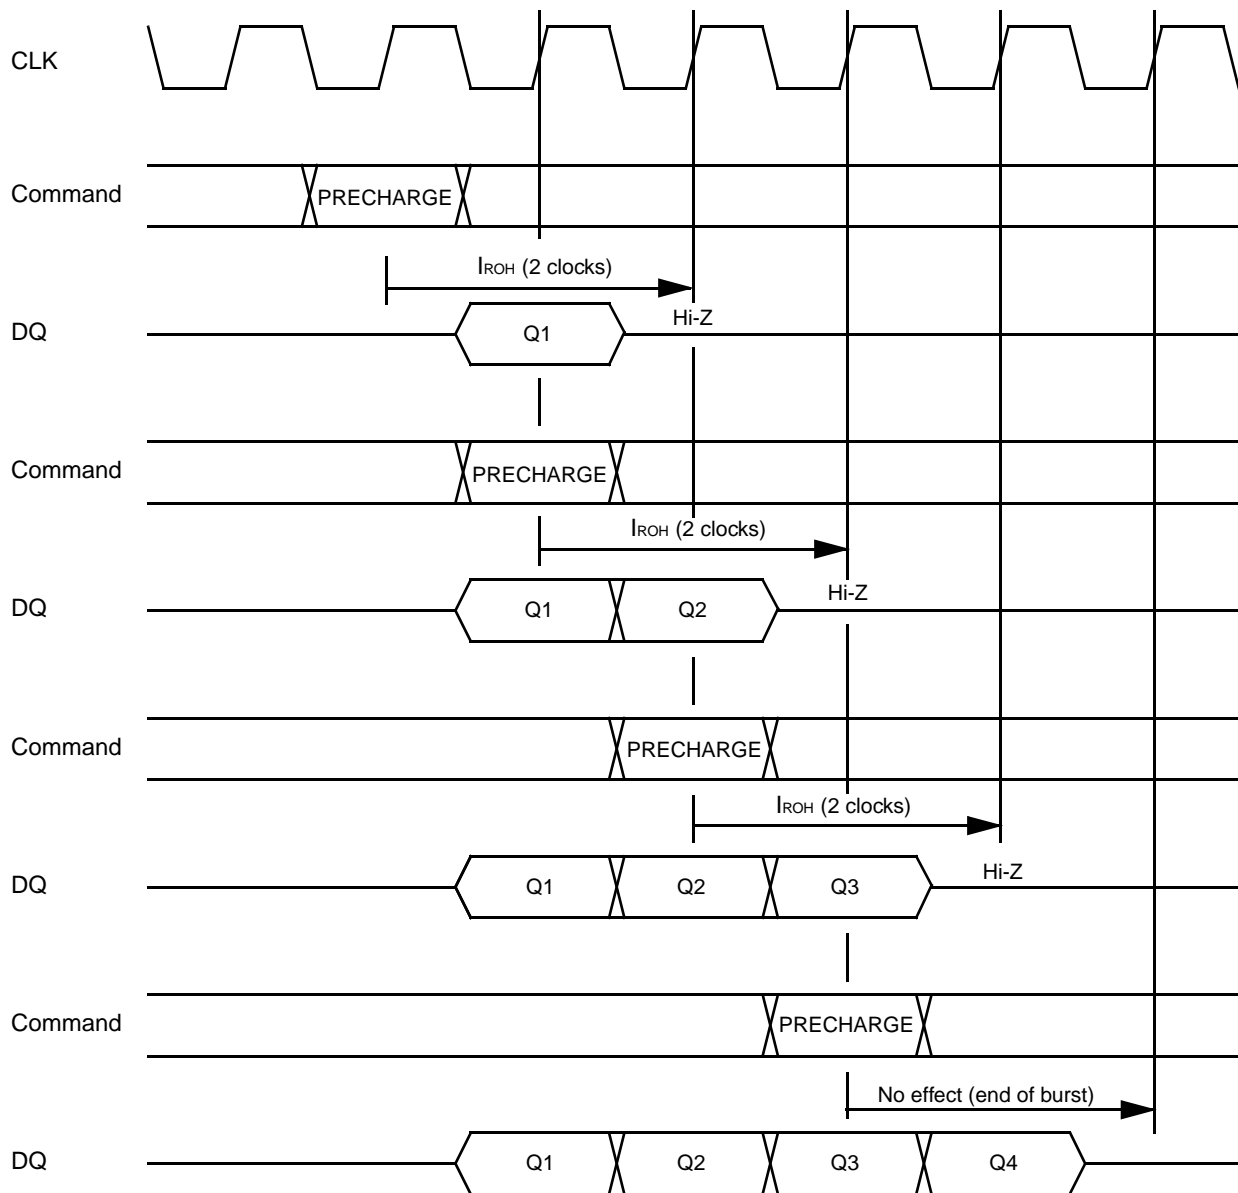 CLK
Command
PRECHARGE
IROH (2 clocks)
DQ
Q1
Hi-Z
Command
PRECHARGE
IROH (2 clocks)
DQ
Q1 Q2
Hi-Z
Command
PRECHARGE
IROH (2 clocks)
DQ
Q1 Q2 Q3
Hi-Z
Command
PRECHARGE
No effect (end of burst)
DQ
Q1 Q2 Q3 Q4